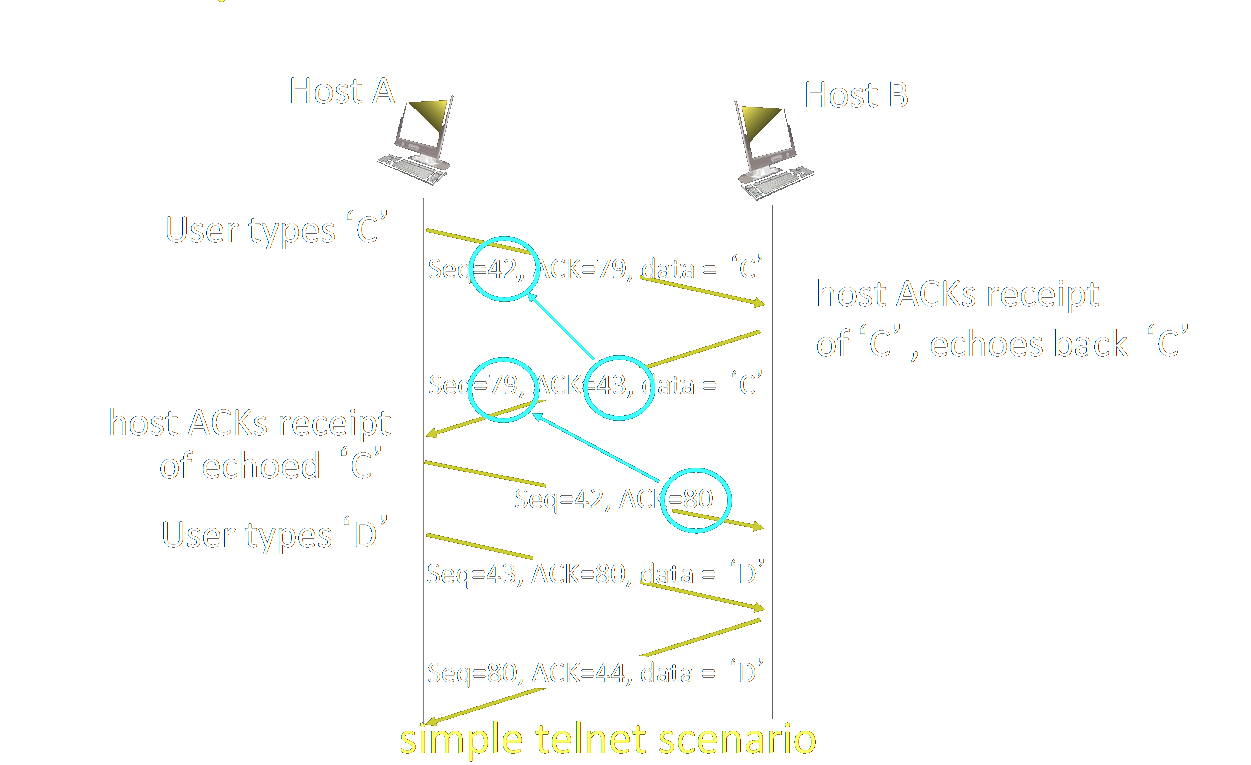 Host A
Host B
User types ‘C’
Seq=42, ACK=79, data = ‘C’
host ACKs receipt
of ‘C’ , echoes back ‘C’
Seq=79, ACK=43, data = ‘C’
host ACKs receipt
of echoed ‘C’
Seq=42, ACK=80
User types ‘D’
Seq=43, ACK=80, data = ‘D’
Seq=80, ACK=44, data = ‘D’
simple telnet scenario